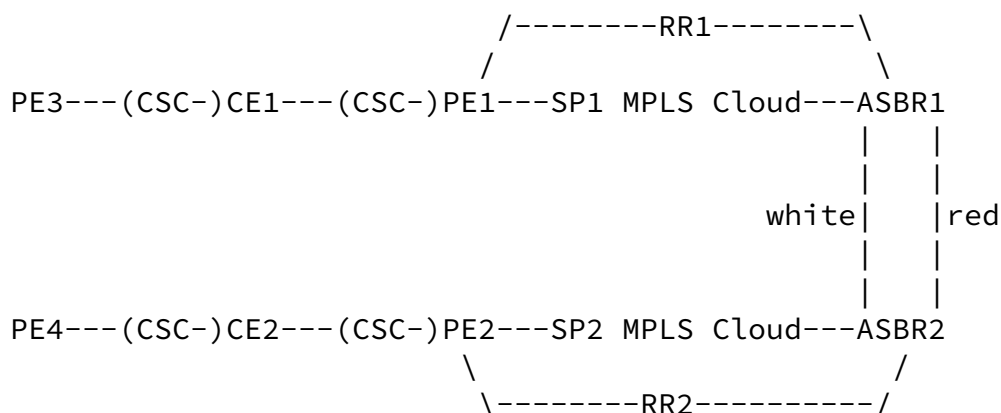 /--------RR1--------\
/ \
PE3---(CSC-)CE1---(CSC-)PE1---SP1 MPLS Cloud---ASBR1
| |
| |
white| |red
| |
| |
PE4---(CSC-)CE2---(CSC-)PE2---SP2 MPLS Cloud---ASBR2
\ /
\--------RR2----------/